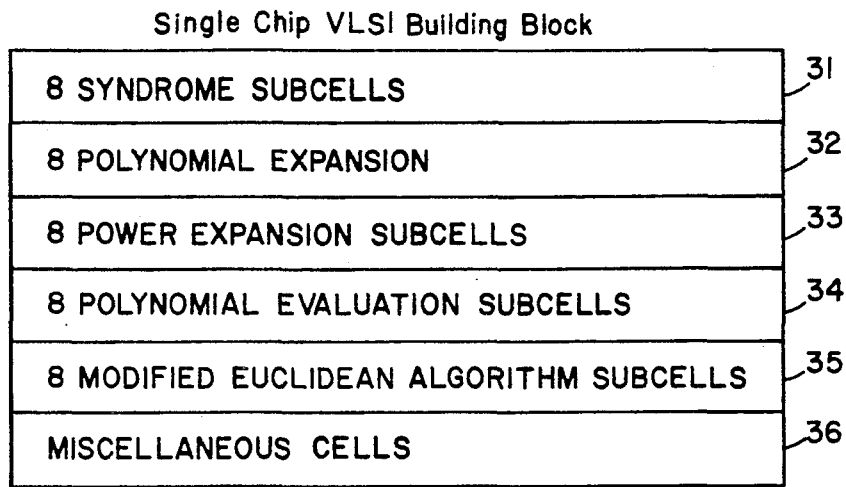 Single Chip VLSI Building Block
8 SYNDROME SUBCELLS 31
8 POLYNOMIAL EXPANSION 32
8 POWER EXPANSION SUBCELLS 33
8 POLYNOMIAL EVALUATION SUBCELLS 34
8 MODIFIED EUCLIDEAN ALGORITHM SUBCELLS 35
MISCELLANEOUS CELLS 36